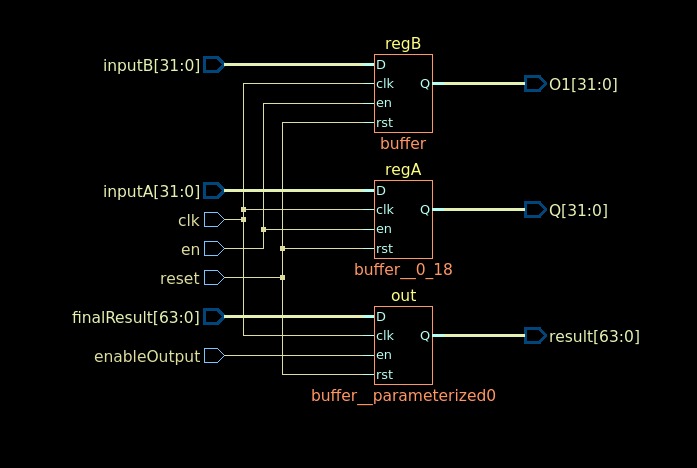 regB
inputB[31:0]
D
clk
en
rst
Q
O1[31:0]
buffer
regA
inputA[31:0]
D
clk
clk
en
en
rst
Q
Q[31:0]
reset
buffer__0_18
out
finalResult[63:0]
D
clk
enableOutput
en
rst
Q
result[63:0]
buffer__parameterized0